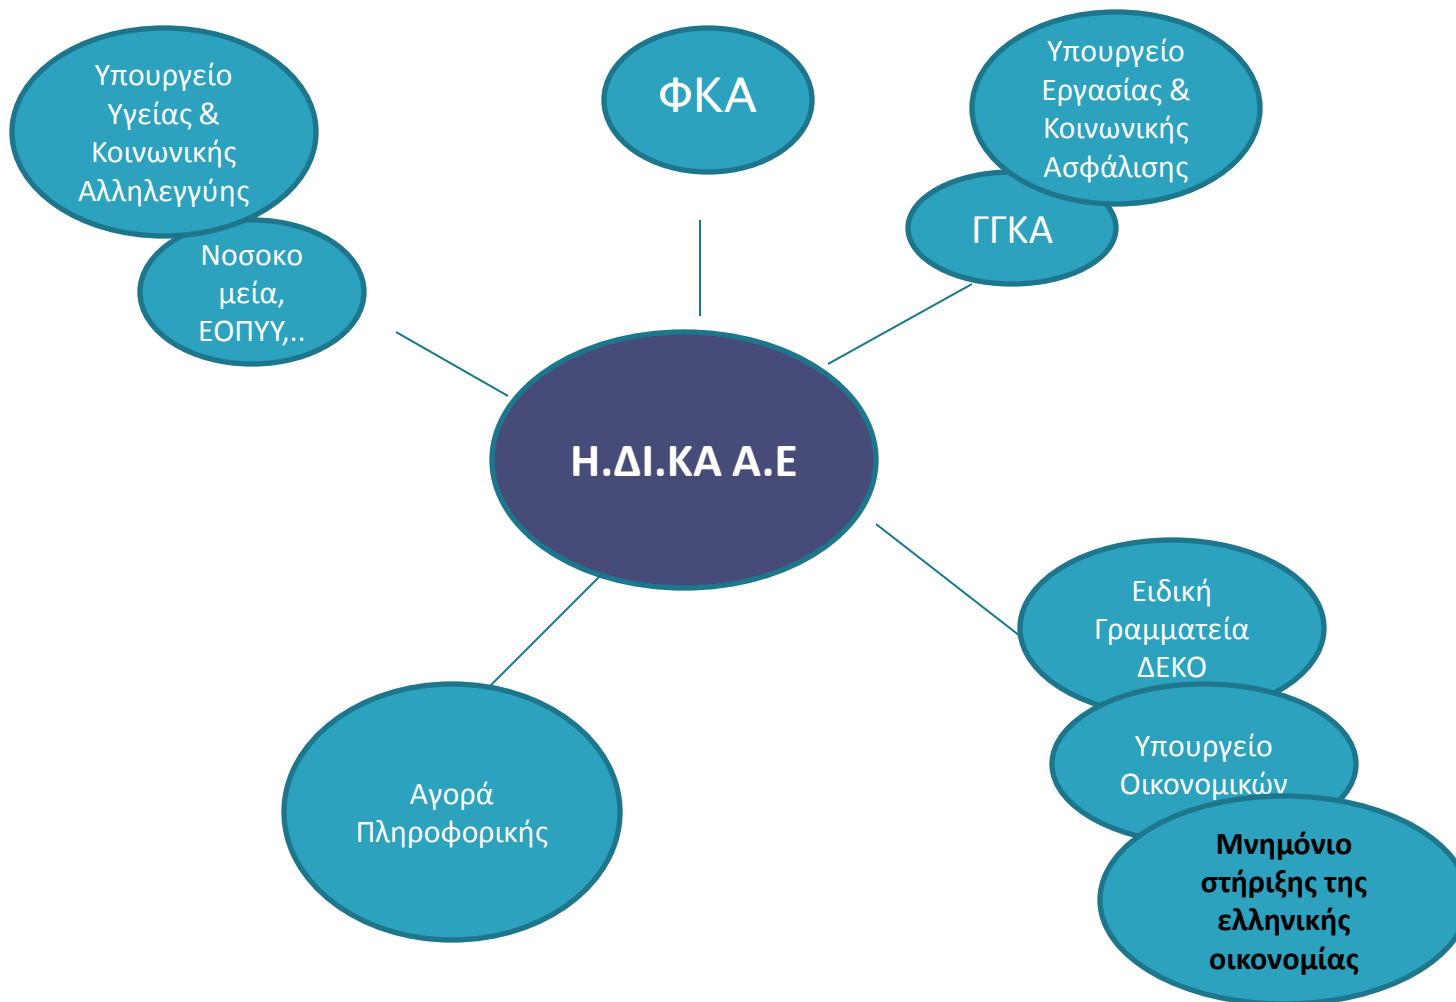 Υπουργείο
Υγείας &
Κοινωνικής
Αλληλεγγύης
Νοσοκο
μεία,
ΕΟΠΥΥ,..
ΦΚΑ
Υπουργείο
Εργασίας &
Κοινωνικής
Ασφάλισης
ΓΓΚΑ
Η.ΔΙ.ΚΑ Α.Ε
Αγορά
Πληροφορικής
Ειδική
Γραμματεία
ΔΕΚΟ
Υπουργείο
Οικονομικών
Μνημόνιο
στήριξης της
ελληνικής
οικονομίας